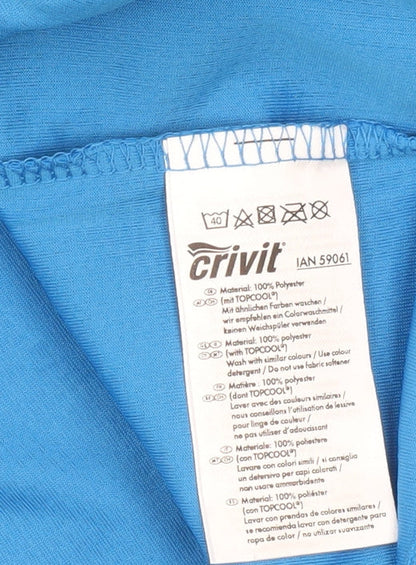 40
crivit®
IAN 59061
DE Material: 100% Polyester
(mit TOPCOOL®)
Mit ähnlichen Farben waschen /
wir empfehlen ein Colorwaschmittel /
keinen Weichspüler verwenden
Material: 100% polyester
(with TOPCOOL®)
Wash with similar colours / Use colour
detergent / Do not use fabric softener
Matière : 100% polyester
(dont TOPCOOL®)
Laver avec des couleurs similaires /
nous conseillons l'utilisation de lessive
pour linge de couleur /
ne pas utiliser d'adoucissant
Materiale: 100% poliestere
(con TOPCOOL®)
Lavare con colori simili / si consiglia
un detersivo per capi colorati /
non usare ammorbidente
ES Material: 100% poliéster
(con TOPCOOL®)
Lavar con prendas de colores similares /
se recomienda lavar con detergente para
ropa de color / no utilizar suavizante